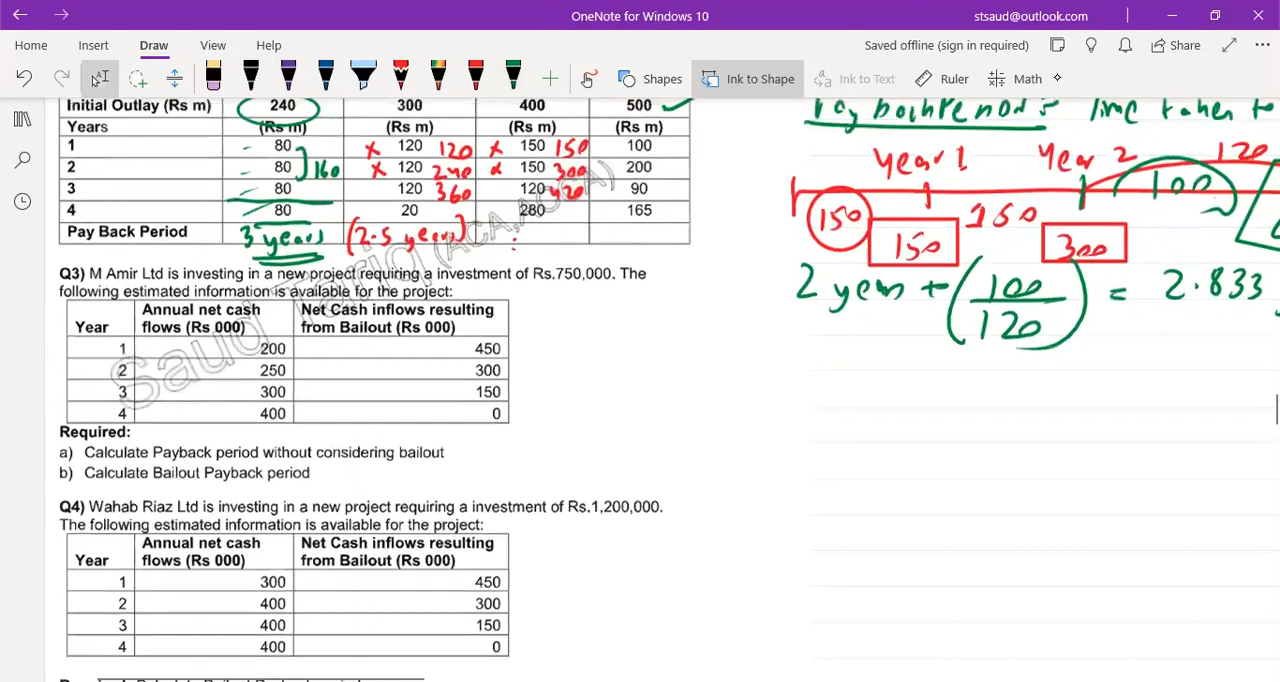 OneNote for Windows 10
stsaud@outlook.com
Home Insert Draw View Help
Saved offline (sign in required) Share
Shapes Ink to Shape Ink to Text Ruler Math
Initial Outlay (Rs m) 240 300 400 500
Years (Rs m) (Rs m) (Rs m) (Rs m)
1 80 x 120 120 x 150 150 100
2 80 160 x 120 240 x 150 300 200
3 80 120 360 120 420 90
4 80 20 280 165
Pay Back Period 3 years (2.5 years)
Q3) M Amir Ltd is investing in a new project requiring a investment of Rs.750,000. The
following estimated information is available for the project:
Year Annual net cash flows (Rs 000) Net Cash inflows resulting from Bailout (Rs 000)
1 200 450
2 250 300
3 300 150
4 400 0
Required:
a) Calculate Payback period without considering bailout
b) Calculate Bailout Payback period
Q4) Wahab Riaz Ltd is investing in a new project requiring a investment of Rs.1,200,000.
The following estimated information is available for the project:
Year Annual net cash flows (Rs 000) Net Cash inflows resulting from Bailout (Rs 000)
1 300 450
2 400 300
3 400 150
4 400 0
Saud Tariq (ACA, ACCA)
Time taken to
year 1 year 2 120
100
150 150 150 300
2 years + (100/120) = 2.833